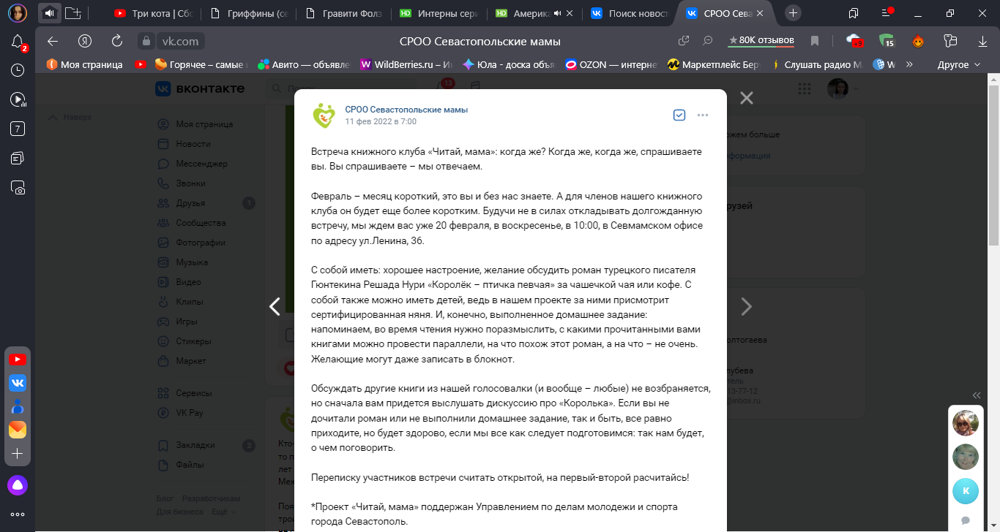 Три кота | Сбо
Гриффины (се
Гравити Фолз
HD Интерны сери
HD Америка
Поиск новост
СРОО Сева
2
Я
vk.com
СРОО Севастопольские мамы
★ 80K отзывов
+9
15
Моя страница
Горячее – самые
Авито — объявле
W WildBerries.ru – И
Юла - доска объя
OZON — интерне
Маркетплейс Бер
Слушать радио М
W
»
Другое
вконтакте
Поиск
13
Наверх
7
Моя страница
Новости
Мессенджер
Звонки
Друзья 1
Сообщества
Фотографии
Музыка
Видео
Клипы
Игры
Стикеры
Маркет
Сервисы
VK Pay
Закладки 2
Файлы
Блог Разработчикам
Для бизнеса Ещё
СРОО Севастопольские мамы
11 фев 2022 в 7:00
Встреча книжного клуба «Читай, мама»: когда же? Когда же, когда же, спрашиваете
вы. Вы спрашиваете – мы отвечаем.
Февраль – месяц короткий, это вы и без нас знаете. А для членов нашего книжного
клуба он будет еще более коротким. Будучи не в силах откладывать долгожданную
встречу, мы ждем вас уже 20 февраля, в воскресенье, в 10:00, в Севмамском офисе
по адресу ул.Ленина, 36.
С собой иметь: хорошее настроение, желание обсудить роман турецкого писателя
Гюнтекина Решада Нури «Королёк – птичка певчая» за чашечкой чая или кофе. С
собой также можно иметь детей, ведь в нашем проекте за ними присмотрит
сертифицированная няня. И, конечно, выполненное домашнее задание:
напоминаем, во время чтения нужно поразмыслить, с какими прочитанными вами
книгами можно провести параллели, на что похож этот роман, а на что – не очень.
Желающие могут даже записать в блокнот.
Обсуждать другие книги из нашей голосовалки (и вообще – любые) не возбраняется,
но сначала вам придется выслушать дискуссию про «Королька». Если вы не
дочитали роман или не выполнили домашнее задание, так и быть, все равно
приходите, но будет здорово, если мы все как следует подготовимся: так нам будет,
о чем поговорить.
Переписку участников встречи считать открытой, на первый-второй расчитайсь!
*Проект «Читай, мама» поддержан Управлением по делам молодежи и спорта
города Севастополь.
Кто-
то п
лет
Меж
Поя
трои
ожем больше
нформация
рузей
олтогаева
лубева
тель
13-77-12
@inbox.ru
K